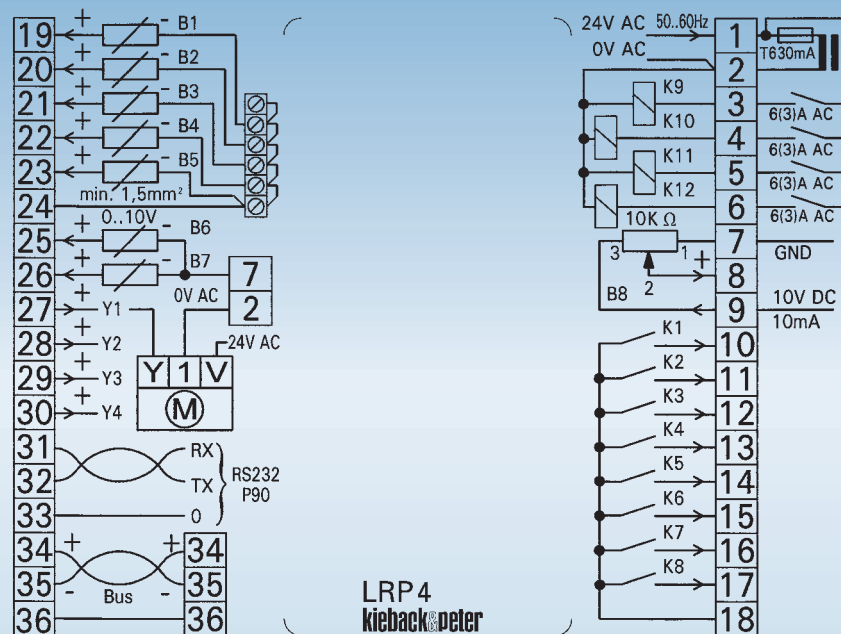 19 + - B1
20 + - B2
21 + - B3
22 + - B4
23 + - B5
min. 1,5mm²
24
0..10V
25 + - B6
26 + - B7
0V AC
7
2
27 + Y1
28 + Y2
24V AC
29 + Y3
30 + Y4
Y 1 V
M
31 RX
32 TX
RS232
P90
33 0
34 + + 34
35 - Bus - 35
36 36
LRP4
kieback&peter
24V AC 50..60Hz 1
T630mA
0V AC 2
K9 3 6(3)A AC
K10 4 6(3)A AC
K11 5 6(3)A AC
K12 6 6(3)A AC
10KΩ
3 1 7 GND
2 + 8
B8 9 10V DC
10mA
K1 10
K2 11
K3 12
K4 13
K5 14
K6 15
K7 16
K8 17
18